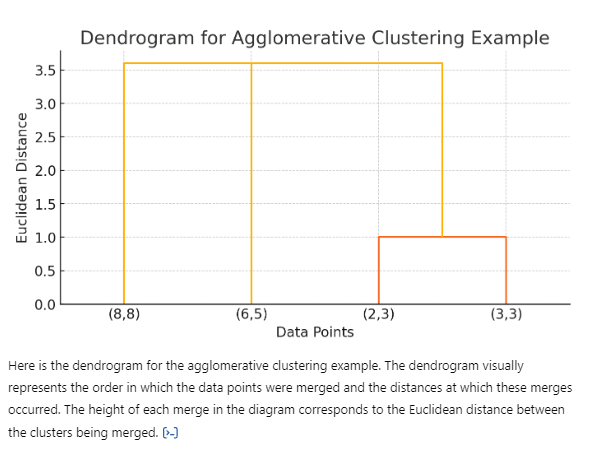 Dendrogram for Agglomerative Clustering Example
3.5
3.0
2.5
2.0
1.5
1.0
0.5
0.0
Euclidean Distance
(8,8) (6,5) (2,3) (3,3)
Data Points
Here is the dendrogram for the agglomerative clustering example. The dendrogram visually
represents the order in which the data points were merged and the distances at which these merges
occurred. The height of each merge in the diagram corresponds to the Euclidean distance between
the clusters being merged. [>-]